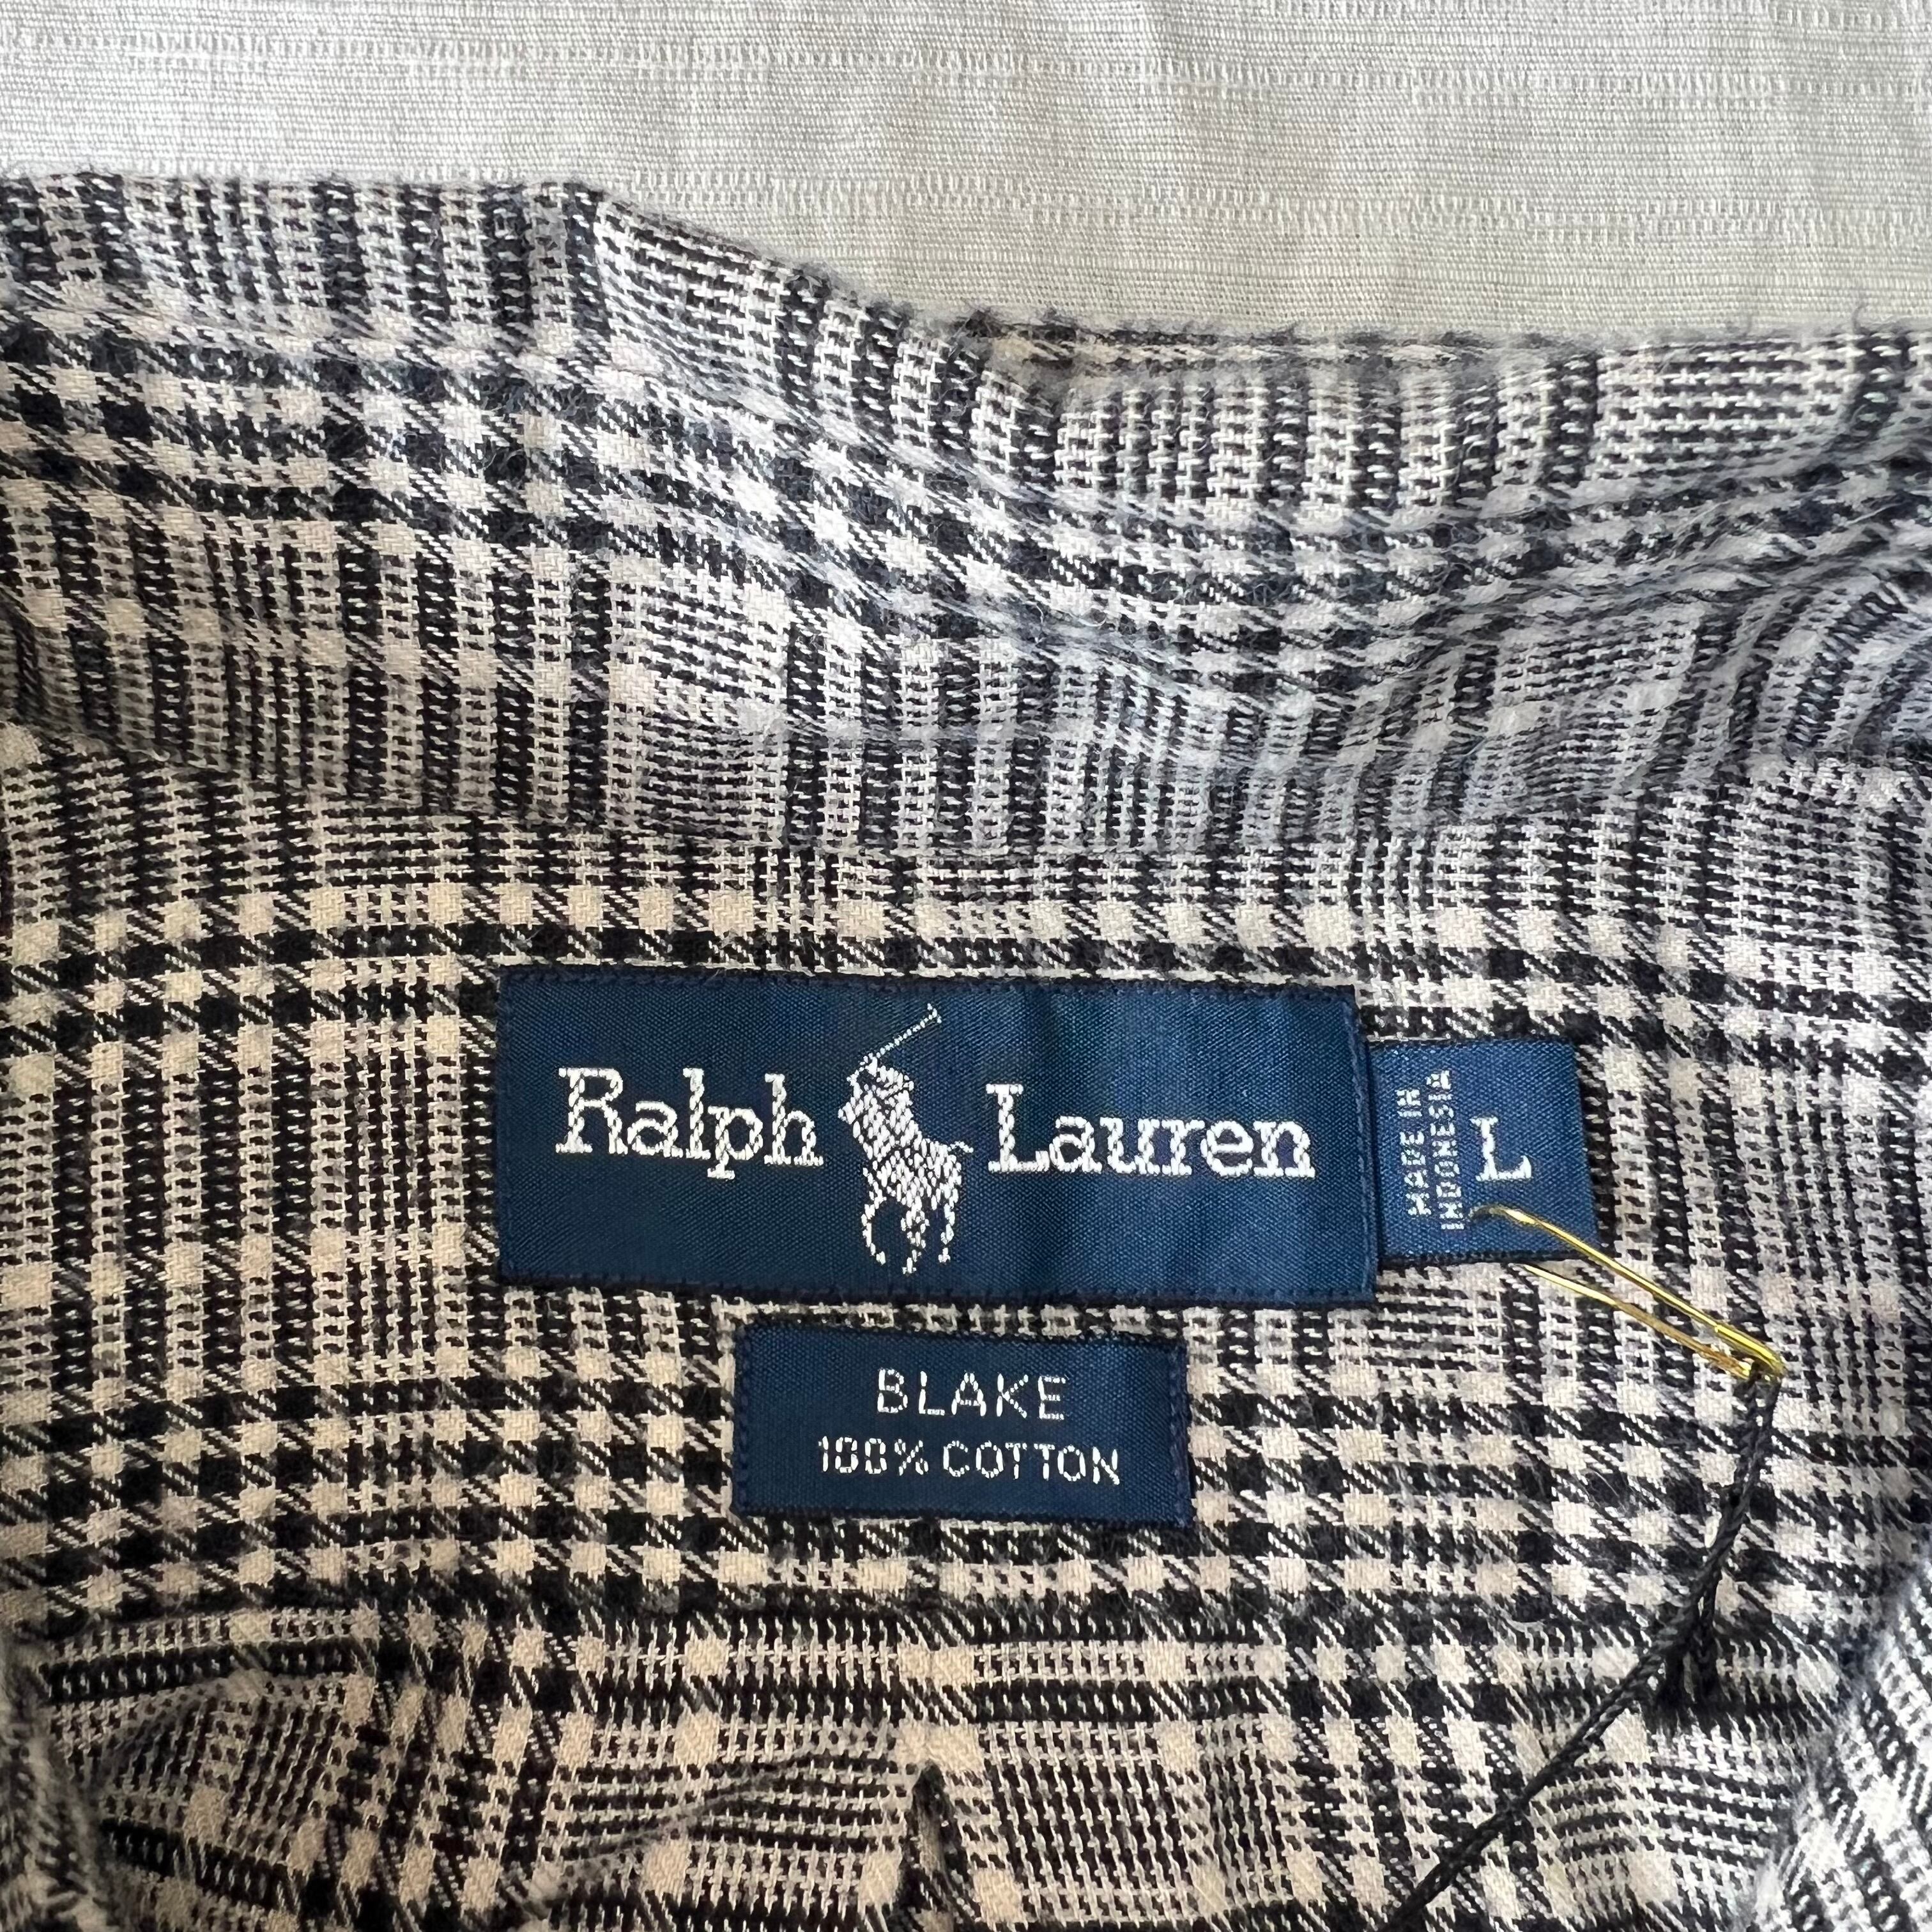 Ralph Lauren
MADE IN
INDONESIA
L
BLAKE
100% COTTON